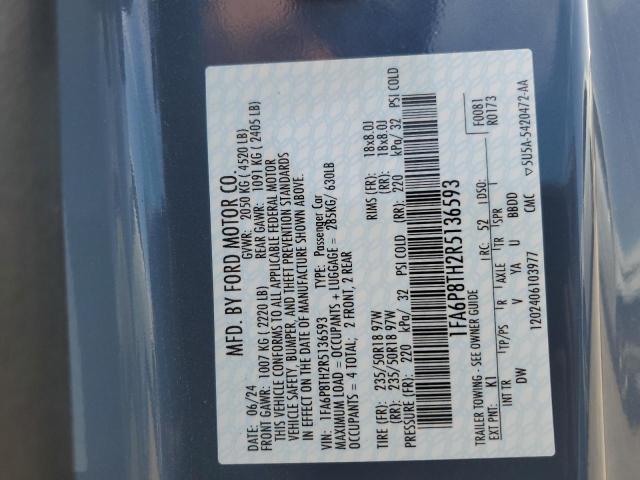 MFD. BY FORD MOTOR CO.
DATE: 06/24 GVWR: 2050 KG (4520 LB)
FRONT GAWR: 1007 KG (2220 LB) REAR GAWR: 1091 KG (2405 LB)
THIS VEHICLE CONFORMS TO ALL APPLICABLE FEDERAL MOTOR
VEHICLE SAFETY, BUMPER, AND THEFT PREVENTION STANDARDS
IN EFFECT ON THE DATE OF MANUFACTURE SHOWN ABOVE.
VIN: 1FA6P8TH2R5136593 TYPE: Passenger Car
MAXIMUM LOAD = OCCUPANTS + LUGGAGE = 285KG/ 630LB
OCCUPANTS = 4 TOTAL; 2 FRONT, 2 REAR
TIRE (FR): 235/50R18 97W RIMS (FR): 18x8.0J
(RR): 235/50R18 97W (RR): 18x8.0J
PRESSURE (FR): 220 kPa/ 32 PSI COLD (RR): 220 kPa/ 32 PSI COLD
1FA6P8TH2R5136593
TRAILER TOWING - SEE OWNER GUIDE F0081
EXT PNT: K1 RC: 52 DSO: R0173
INT TR TP/PS R AXLE TR SPR
DW V YA U BBDD
1202406103977 CMC ▽5U5A-5420472-AA